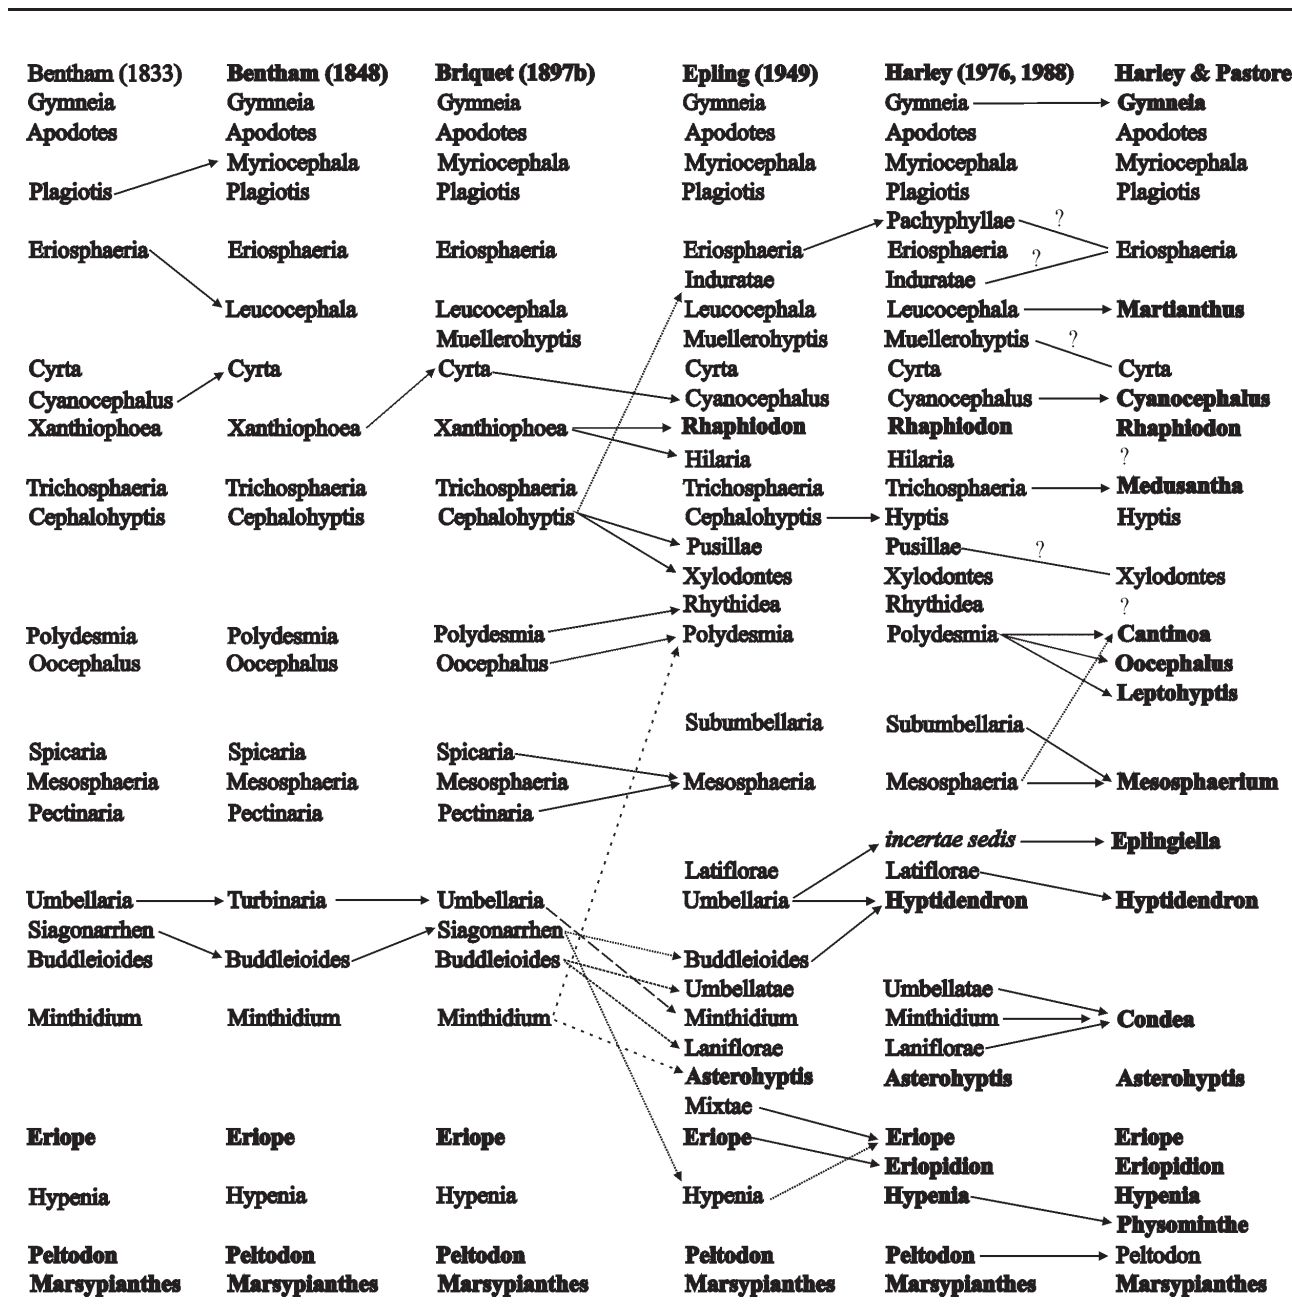 Bentham (1833) Bentham (1848) Briquet (1897b) Epling (1949) Harley (1976, 1988) Harley & Pastore
Gymneia Gymneia Gymneia Gymneia Gymneia Gymneia
Apodotes Apodotes Apodotes Apodotes Apodotes Apodotes
Myriocephala Myriocephala Myriocephala Myriocephala Myriocephala
Plagiotis Plagiotis Plagiotis Plagiotis Plagiotis Plagiotis
Pachyphyllae ?
Eriosphaeria Eriosphaeria Eriosphaeria Eriosphaeria Eriosphaeria ? Eriosphaeria
Induratae Induratae
Leucocephala Leucocephala Leucocephala Leucocephala Martianthus
Muellerohyptis Muellerohyptis Muellerohyptis ?
Cyrta Cyrta Cyrta Cyrta Cyrta Cyrta
Cyanocephalus Cyanocephalus Cyanocephalus Cyanocephalus
Xanthiophoea Xanthiophoea Xanthiophoea Rhaphiodon Rhaphiodon Rhaphiodon
Hilaria Hilaria ?
Trichosphaeria Trichosphaeria Trichosphaeria Trichosphaeria Trichosphaeria Medusantha
Cephalohyptis Cephalohyptis Cephalohyptis Cephalohyptis Hyptis Hyptis
Pusillae Pusillae ?
Xylodontes Xylodontes Xylodontes
Rhythidea Rhythidea ?
Polydesmia Polydesmia Polydesmia Polydesmia Polydesmia Cantinoa
Oocephalus Oocephalus Oocephalus Oocephalus
Leptohyptis
Subumbellaria Subumbellaria
Spicaria Spicaria Spicaria
Mesosphaeria Mesosphaeria Mesosphaeria Mesosphaeria Mesosphaeria Mesosphaerium
Pectinaria Pectinaria Pectinaria
incertae sedis Eplingiella
Latiflorae Latiflorae
Umbellaria Turbinaria Umbellaria Umbellaria Hyptidendron Hyptidendron
Siagonarrhen Siagonarrhen
Buddleioides Buddleioides Buddleioides Buddleioides
Umbellatae Umbellatae
Minthidium Minthidium Minthidium Minthidium Minthidium Condea
Laniflorae Laniflorae
Asterohyptis Asterohyptis Asterohyptis
Mixtae
Eriope Eriope Eriope Eriope Eriope Eriope
Eriopidion Eriopidion
Hypenia Hypenia Hypenia Hypenia Hypenia Hypenia
Physominthe
Peltodon Peltodon Peltodon Peltodon Peltodon Peltodon
Marsypianthes Marsypianthes Marsypianthes Marsypianthes Marsypianthes Marsypianthes